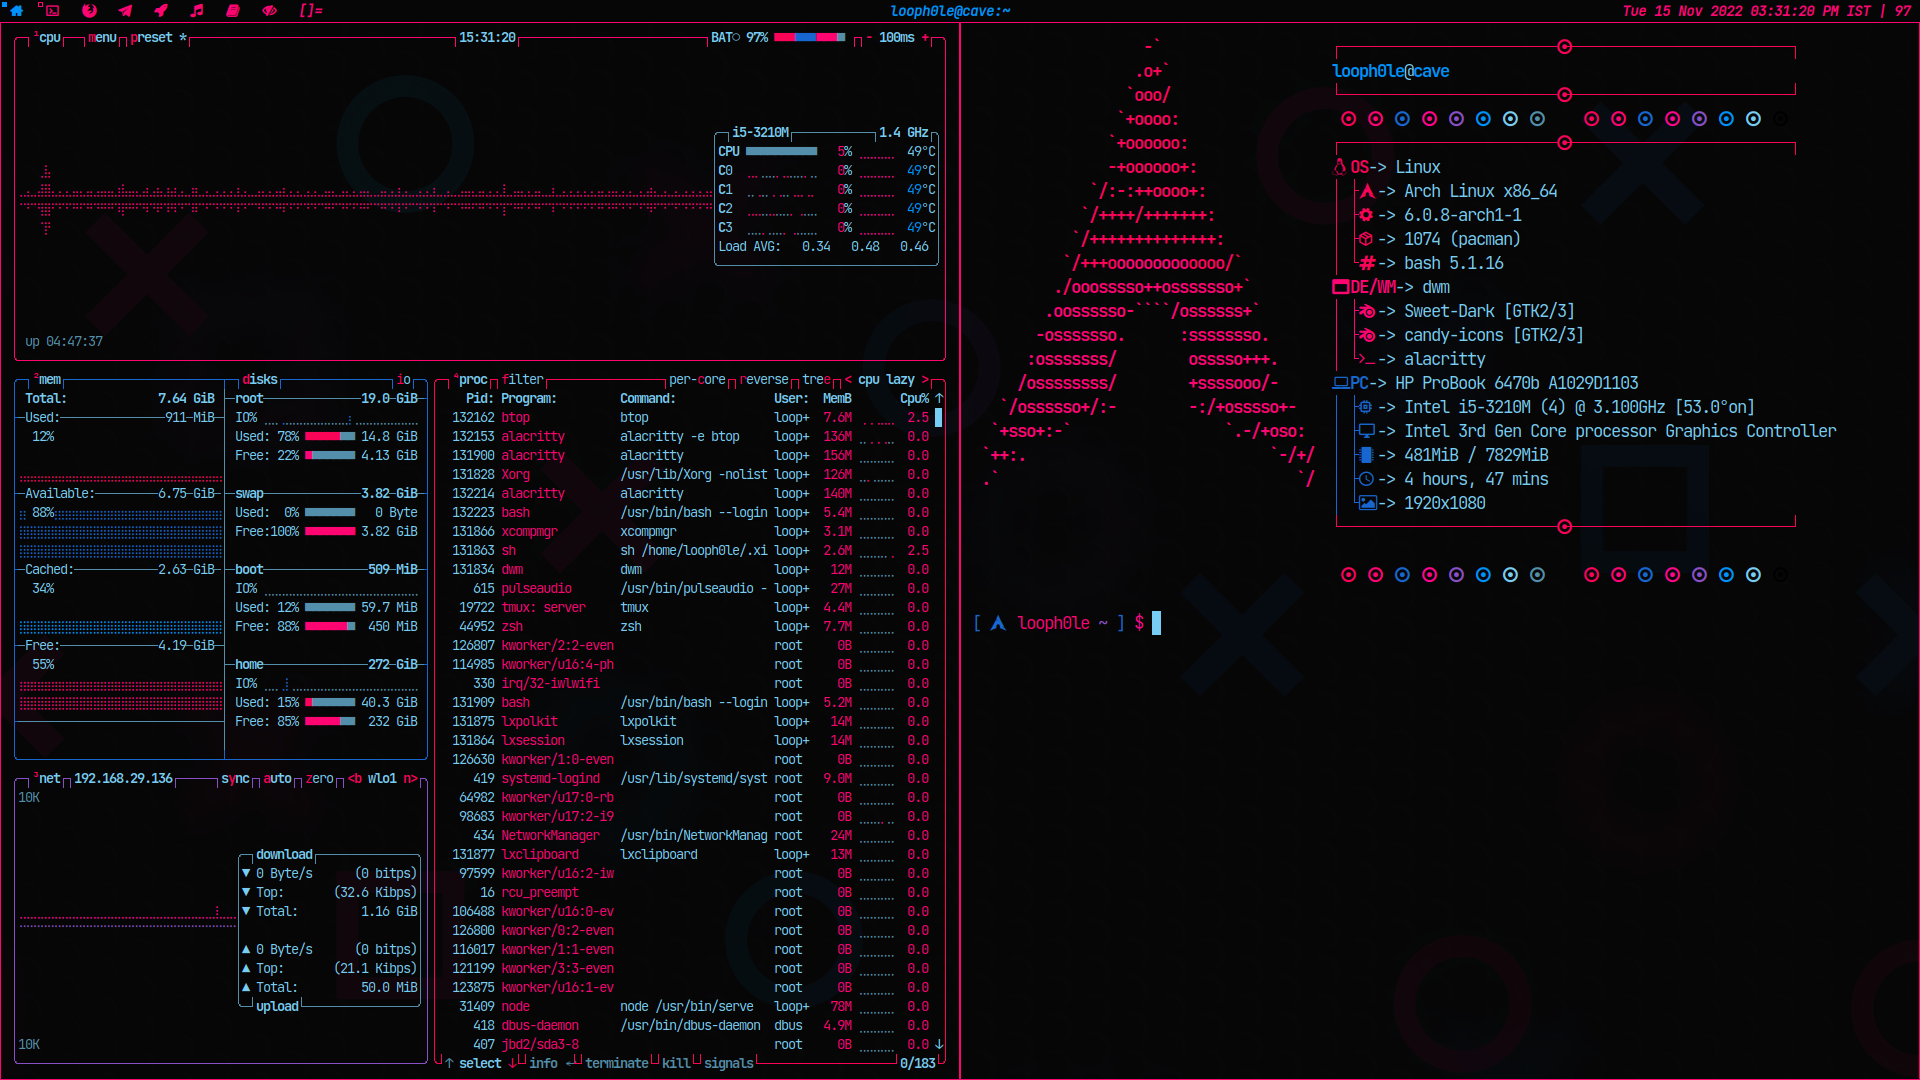 []= looph0le@cave:~ Tue 15 Nov 2022 03:31:20 PM IST | 97
¹cpu menu preset * 15:31:20 BAT○ 97% - 100ms +
i5-3210M 1.4 GHz
CPU 5% 49°C
C0 0% 49°C
C1 0% 49°C
C2 0% 49°C
C3 0% 49°C
Load AVG: 0.34 0.48 0.46
up 04:47:37
²mem
Total: 7.64 GiB
Used: 911 MiB
12%
Available: 6.75 GiB
88%
Cached: 2.63 GiB
34%
Free: 4.19 GiB
55%
disks io
root 19.0 GiB
IO%
Used: 78% 14.8 GiB
Free: 22% 4.13 GiB
swap 3.82 GiB
Used: 0% 0 Byte
Free:100% 3.82 GiB
boot 509 MiB
IO%
Used: 12% 59.7 MiB
Free: 88% 450 MiB
home 272 GiB
IO%
Used: 15% 40.3 GiB
Free: 85% 232 GiB
³net 192.168.29.136 sync auto zero <b wlo1 n>
10K
download
▼ 0 Byte/s (0 bitps)
▼ Top: (32.6 Kibps)
▼ Total: 1.16 GiB
▲ 0 Byte/s (0 bitps)
▲ Top: (21.1 Kibps)
▲ Total: 50.0 MiB
upload
10K
⁴proc filter per-core reverse tree < cpu lazy >
Pid: Program: Command: User: MemB Cpu% ↑
132162 btop btop loop+ 7.6M 2.5
132153 alacritty alacritty -e btop loop+ 136M 0.0
131900 alacritty alacritty loop+ 156M 0.0
131828 Xorg /usr/lib/Xorg -nolist loop+ 126M 0.0
132214 alacritty alacritty loop+ 140M 0.0
132223 bash /usr/bin/bash --login loop+ 5.4M 0.0
131866 xcompmgr xcompmgr loop+ 3.1M 0.0
131863 sh sh /home/looph0le/.xi loop+ 2.6M 2.5
131834 dwm dwm loop+ 12M 0.0
615 pulseaudio /usr/bin/pulseaudio - loop+ 27M 0.0
19722 tmux: server tmux loop+ 4.4M 0.0
44952 zsh zsh loop+ 7.7M 0.0
126807 kworker/2:2-even root 0B 0.0
114985 kworker/u16:4-ph root 0B 0.0
330 irq/32-iwlwifi root 0B 0.0
131909 bash /usr/bin/bash --login loop+ 5.2M 0.0
131875 lxpolkit lxpolkit loop+ 14M 0.0
131864 lxsession lxsession loop+ 14M 0.0
126630 kworker/1:0-even root 0B 0.0
419 systemd-logind /usr/lib/systemd/syst root 9.0M 0.0
64982 kworker/u17:0-rb root 0B 0.0
98683 kworker/u17:2-i9 root 0B 0.0
434 NetworkManager /usr/bin/NetworkManag root 24M 0.0
131877 lxclipboard lxclipboard loop+ 13M 0.0
97599 kworker/u16:2-iw root 0B 0.0
16 rcu_preempt root 0B 0.0
106488 kworker/u16:0-ev root 0B 0.0
126800 kworker/0:2-even root 0B 0.0
116017 kworker/1:1-even root 0B 0.0
121199 kworker/3:3-even root 0B 0.0
123875 kworker/u16:1-ev root 0B 0.0
31409 node node /usr/bin/serve loop+ 78M 0.0
418 dbus-daemon /usr/bin/dbus-daemon dbus 4.9M 0.0
407 jbd2/sda3-8 root 0B 0.0 ↓
↑ select ↓ info ↵ terminate kill signals 0/183
-`
.o+`
`ooo/
`+oooo:
`+oooooo:
-+oooooo+:
`/:-:++oooo+:
`/++++/+++++++:
`/++++++++++++++:
`/+++ooooooooooooo/`
./ooosssso++osssssso+`
.oossssso-````/ossssss+`
-osssssso. :ssssssso.
:osssssss/ osssso+++.
/ossssssss/ +ssssooo/-
`/ossssso+/:- -:/+osssso+-
`+sso+:-` `.-/+oso:
`++:. `-/+/
.` `/
looph0le@cave
OS-> Linux
-> Arch Linux x86_64
-> 6.0.8-arch1-1
-> 1074 (pacman)
-> bash 5.1.16
DE/WM-> dwm
-> Sweet-Dark [GTK2/3]
-> candy-icons [GTK2/3]
-> alacritty
PC-> HP ProBook 6470b A1029D1103
-> Intel i5-3210M (4) @ 3.100GHz [53.0°on]
-> Intel 3rd Gen Core processor Graphics Controller
-> 481MiB / 7829MiB
-> 4 hours, 47 mins
-> 1920x1080
[ looph0le ~ ] $